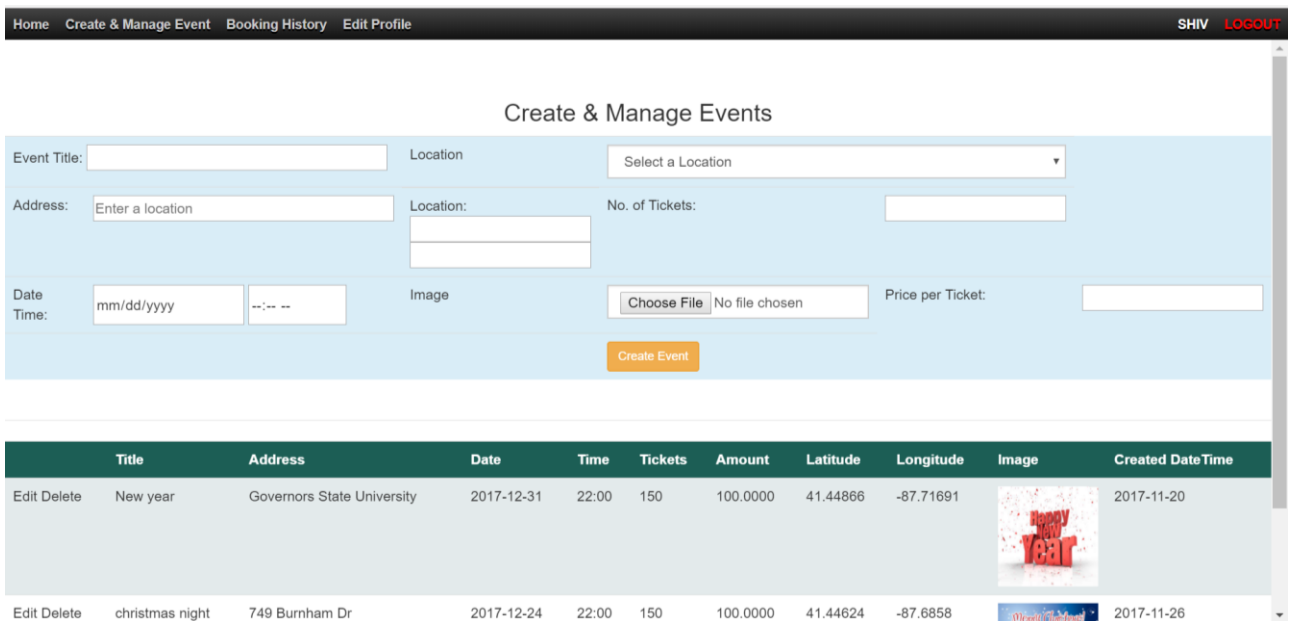 Home Create & Manage Event Booking History Edit Profile SHIV LOGOUT
Create & Manage Events
Event Title: Location Select a Location
Address: Enter a location Location: No. of Tickets:
Date Time: mm/dd/yyyy --:-- -- Image Choose File No file chosen Price per Ticket:
Create Event
Title Address Date Time Tickets Amount Latitude Longitude Image Created DateTime
Edit Delete New year Governors State University 2017-12-31 22:00 150 100.0000 41.44866 -87.71691 2017-11-20
Happy
New
Year
Edit Delete christmas night 749 Burnham Dr 2017-12-24 22:00 150 100.0000 41.44624 -87.6858 2017-11-26